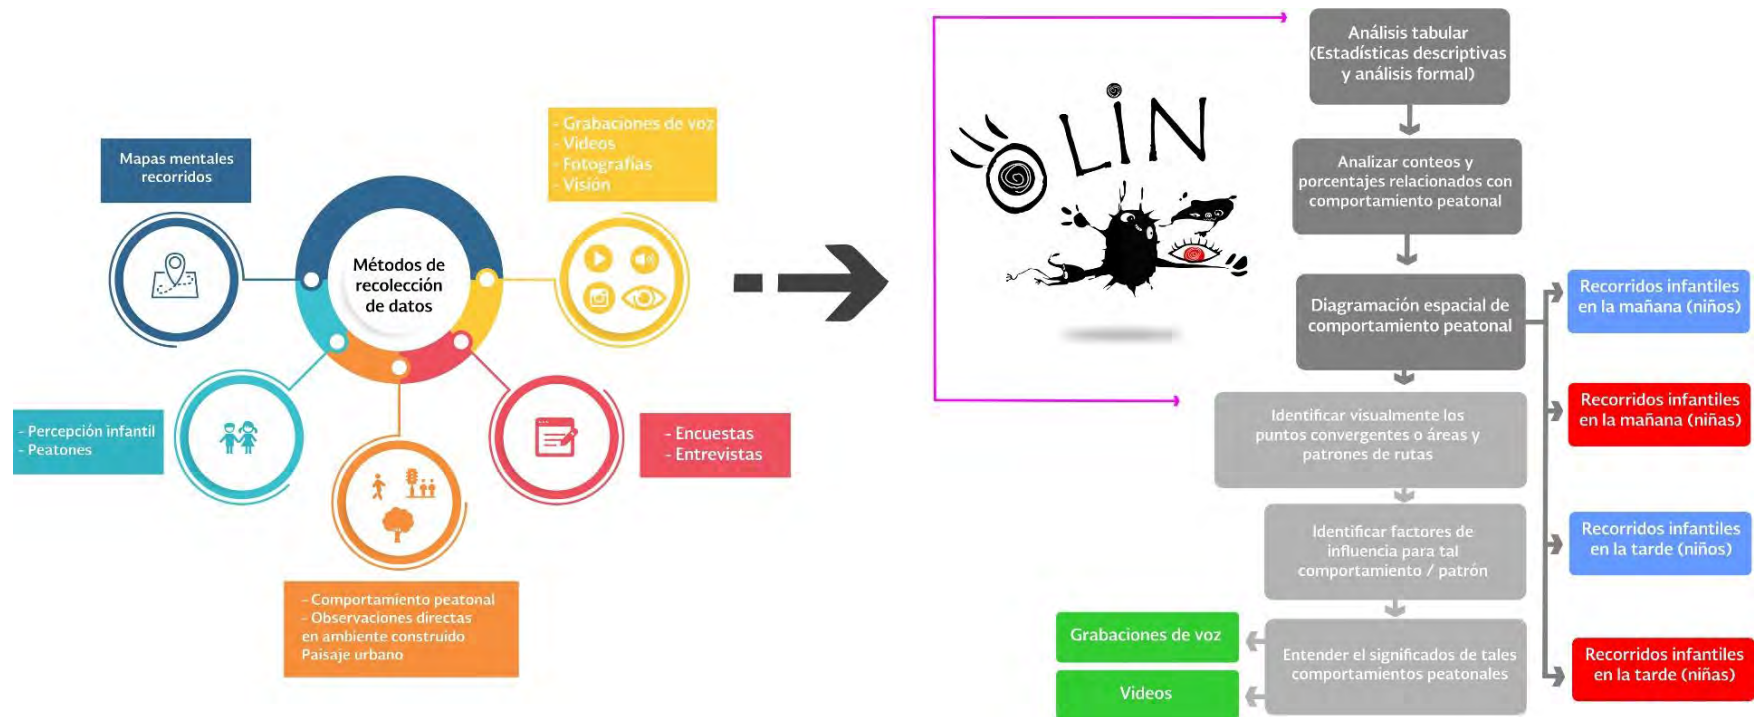 Mapas mentales
recorridos
- Grabaciones de voz
- Videos
- Fotografías
- Visión
Métodos de
recolección
de datos
- Percepción infantil
- Peatones
- Encuestas
- Entrevistas
- Comportamiento peatonal
- Observaciones directas
en ambiente construido
Paisaje urbano
OLiN
Análisis tabular
(Estadísticas descriptivas
y análisis formal)
Analizar conteos y
porcentajes relacionados con
comportamiento peatonal
Diagramación espacial de
comportamiento peatonal
Identificar visualmente los
puntos convergentes o áreas y
patrones de rutas
Identificar factores de
influencia para tal
comportamiento / patrón
Entender el significados de tales
comportamientos peatonales
Grabaciones de voz
Videos
Recorridos infantiles
en la mañana (niños)
Recorridos infantiles
en la mañana (niñas)
Recorridos infantiles
en la tarde (niños)
Recorridos infantiles
en la tarde (niñas)